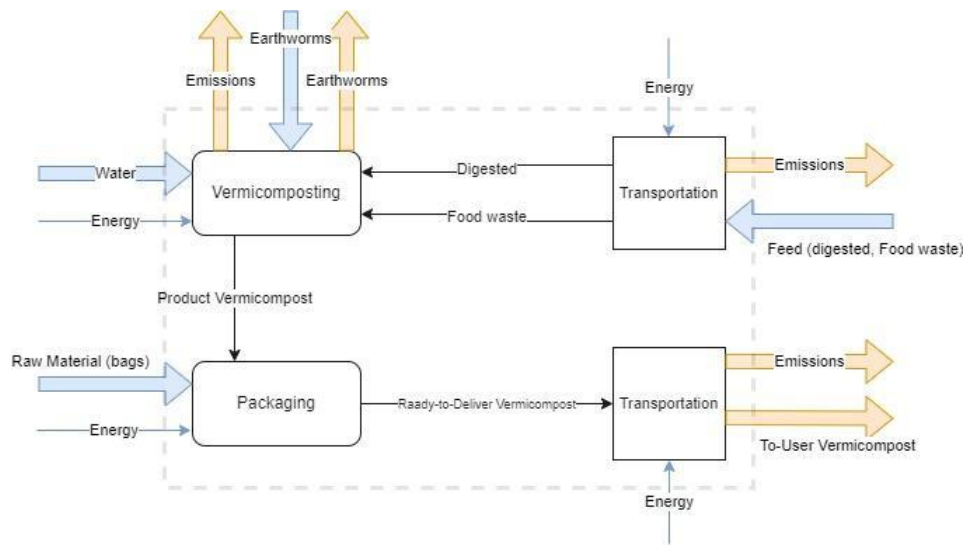 Earthworms
Emissions
Earthworms
Energy
Water
Vermicomposting
Digested
Transportation
Emissions
Energy
Food waste
Feed (digested, Food waste)
Product Vermicompost
Raw Material (bags)
Packaging
Raady-to-Deliver Vermicompost
Transportation
Emissions
Energy
To-User Vermicompost
Energy